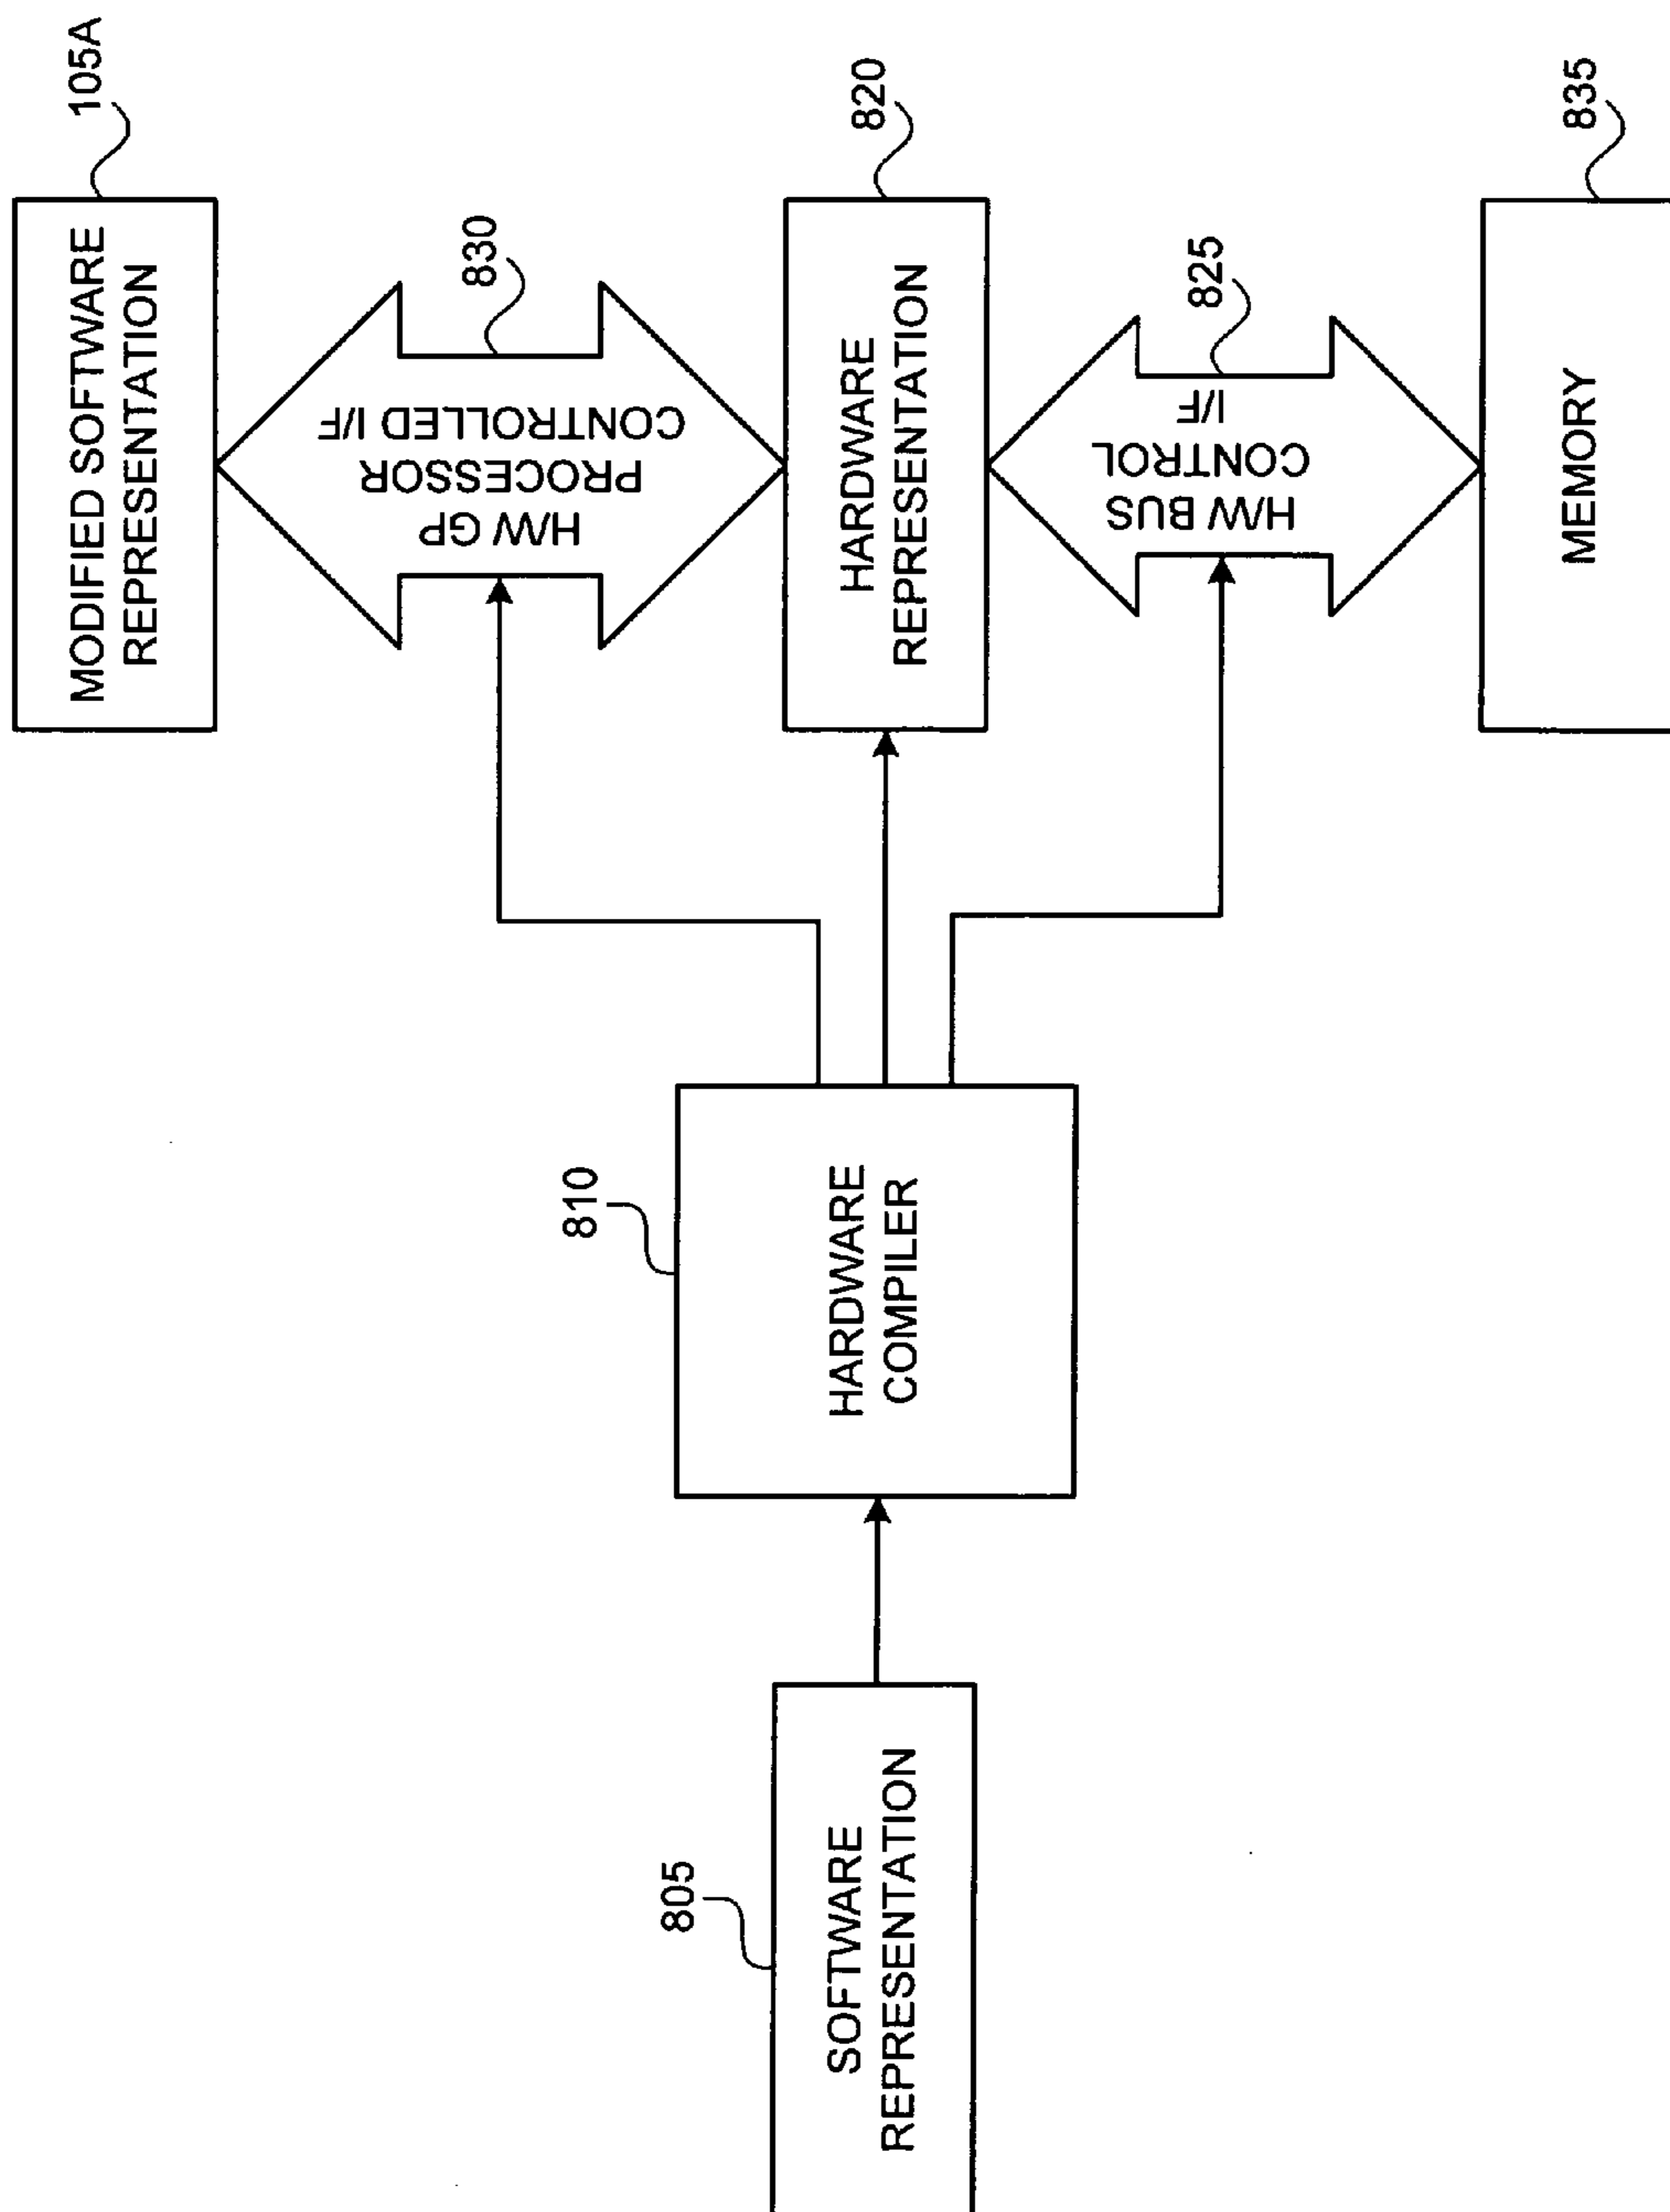 805
SOFTWARE
REPRESENTATION
810
HARDWARE
COMPILER
105A
MODIFIED SOFTWARE
REPRESENTATION
830
H/W GP
PROCESSOR
CONTROLLED I/F
820
HARDWARE
REPRESENTATION
825
H/W BUS
CONTROL
I/F
835
MEMORY